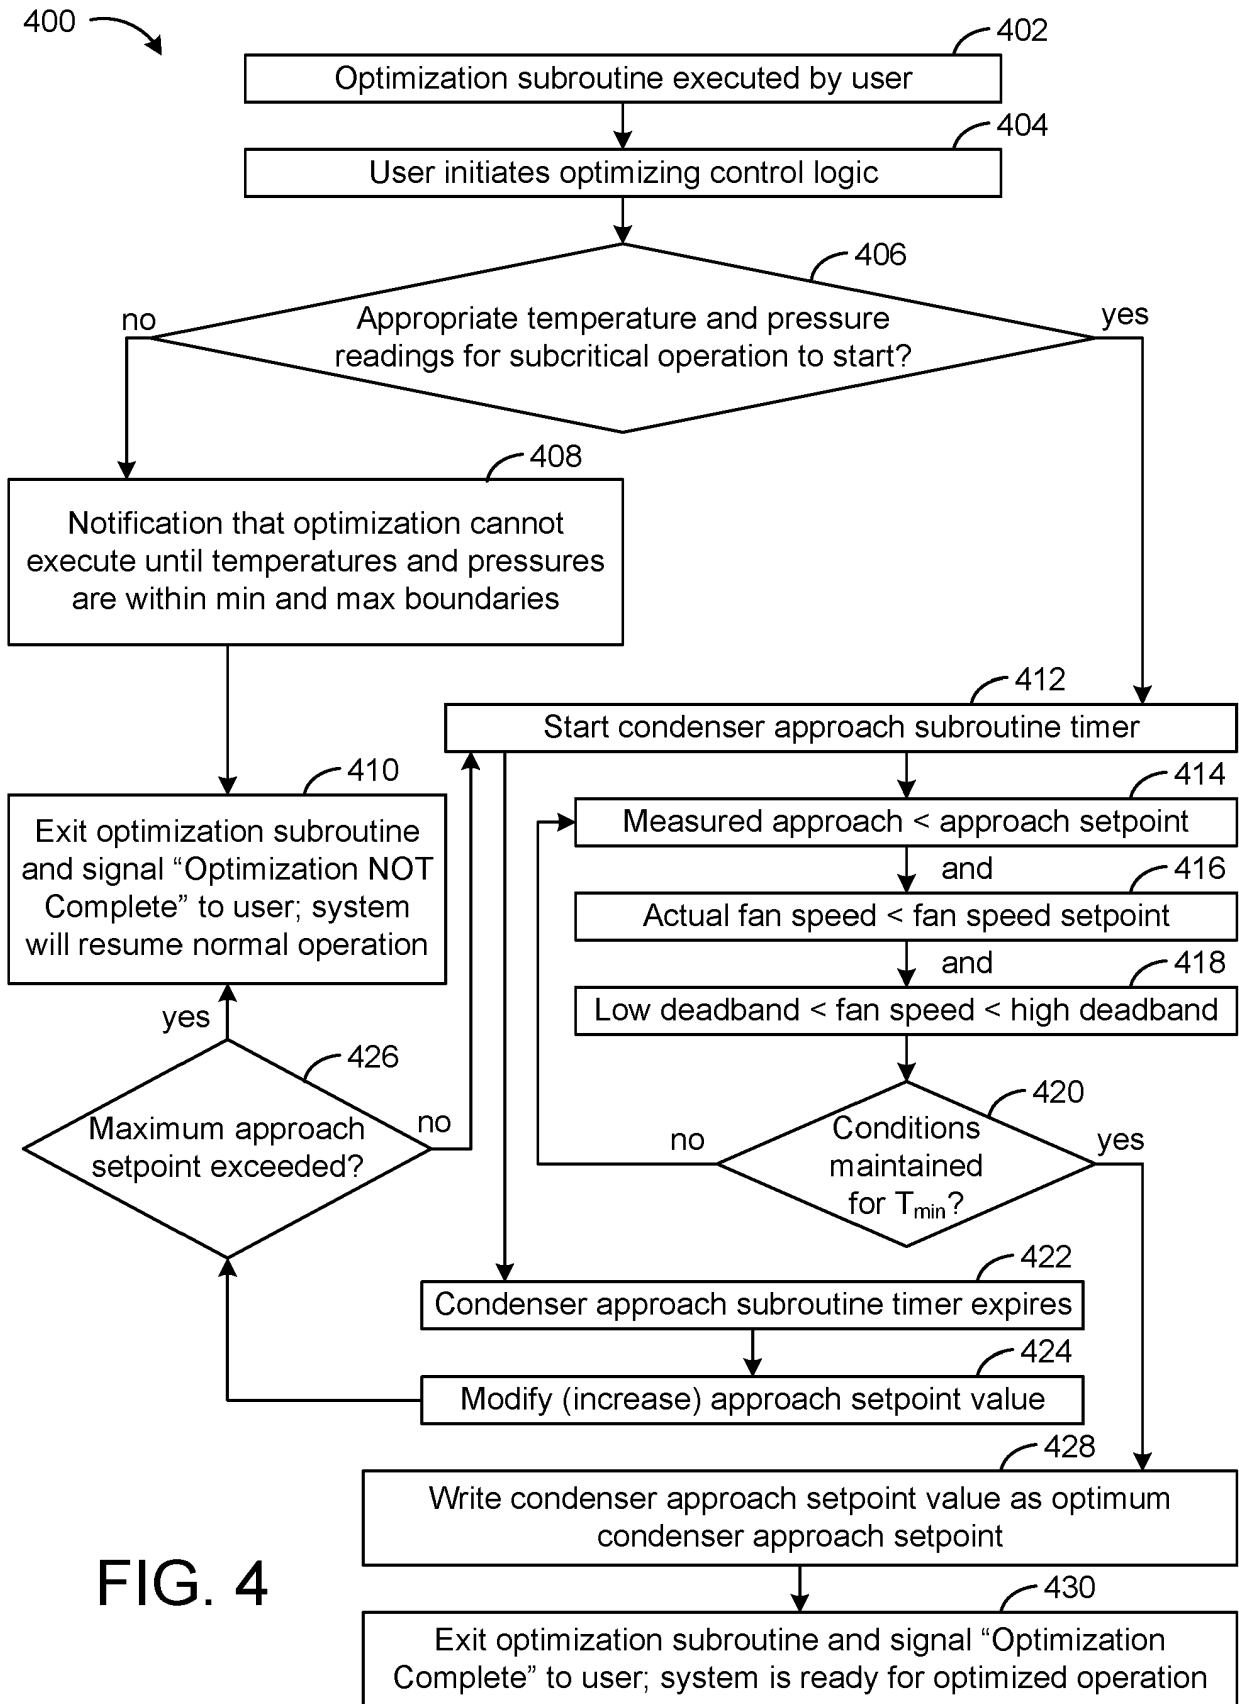 400
402
Optimization subroutine executed by user
404
User initiates optimizing control logic
406
Appropriate temperature and pressure
readings for subcritical operation to start?
no
yes
408
Notification that optimization cannot
execute until temperatures and pressures
are within min and max boundaries
412
Start condenser approach subroutine timer
410
Exit optimization subroutine
and signal “Optimization NOT
Complete” to user; system
will resume normal operation
414
Measured approach < approach setpoint
and
416
Actual fan speed < fan speed setpoint
and
418
Low deadband < fan speed < high deadband
yes
426
Maximum approach
setpoint exceeded?
no
420
Conditions
maintained
for Tmin?
no
yes
422
Condenser approach subroutine timer expires
424
Modify (increase) approach setpoint value
428
Write condenser approach setpoint value as optimum
condenser approach setpoint
430
Exit optimization subroutine and signal “Optimization
Complete” to user; system is ready for optimized operation
FIG. 4